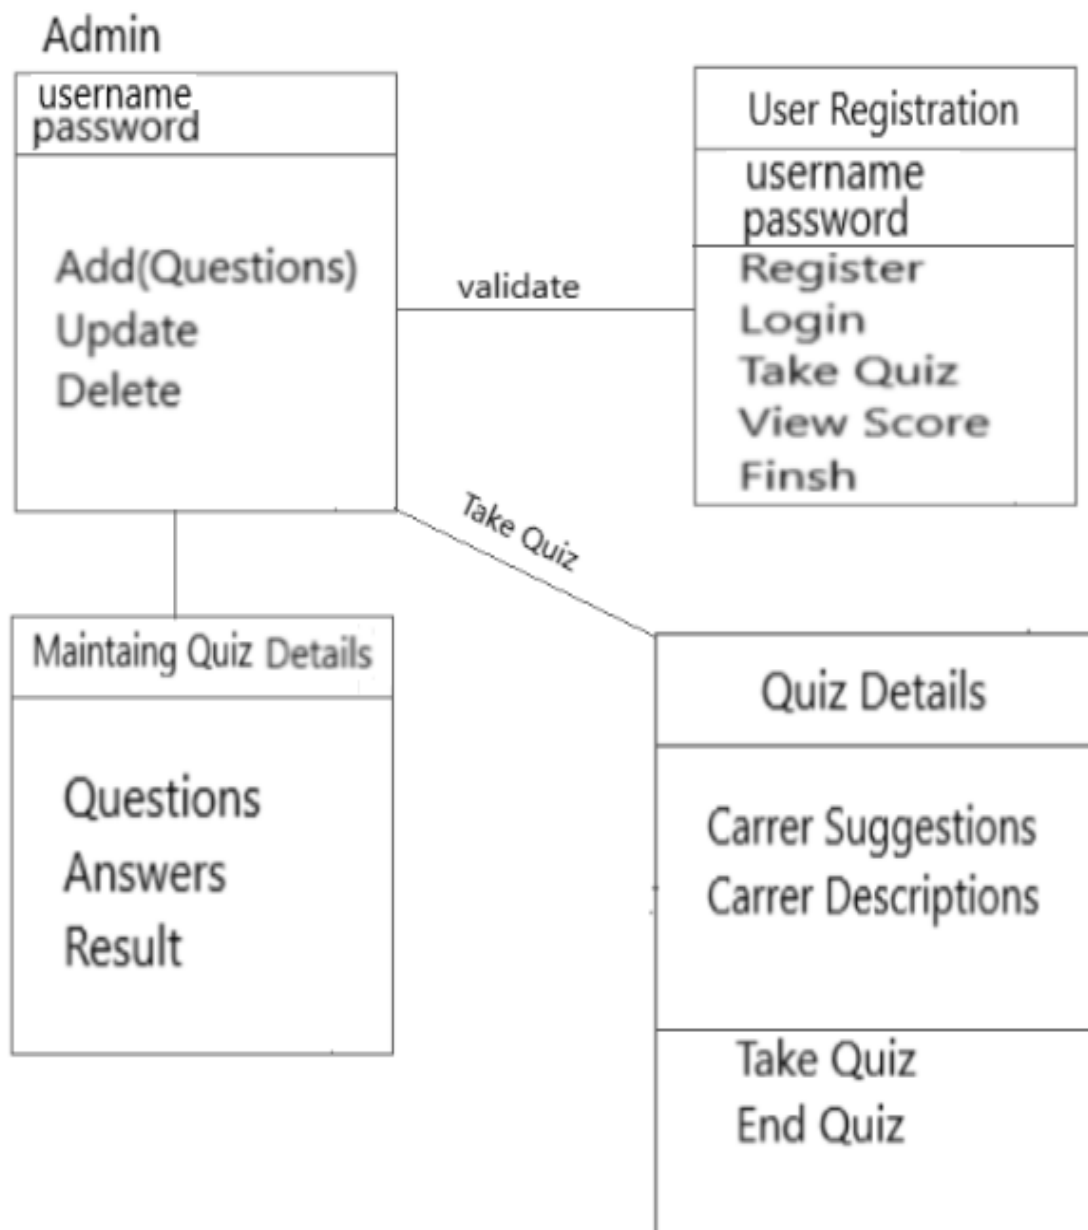 Admin
username
password
Add(Questions)
Update
Delete
validate
User Registration
username
password
Register
Login
Take Quiz
View Score
Finsh
Take Quiz
Maintaing Quiz Details
Questions
Answers
Result
Quiz Details
Carrer Suggestions
Carrer Descriptions
Take Quiz
End Quiz